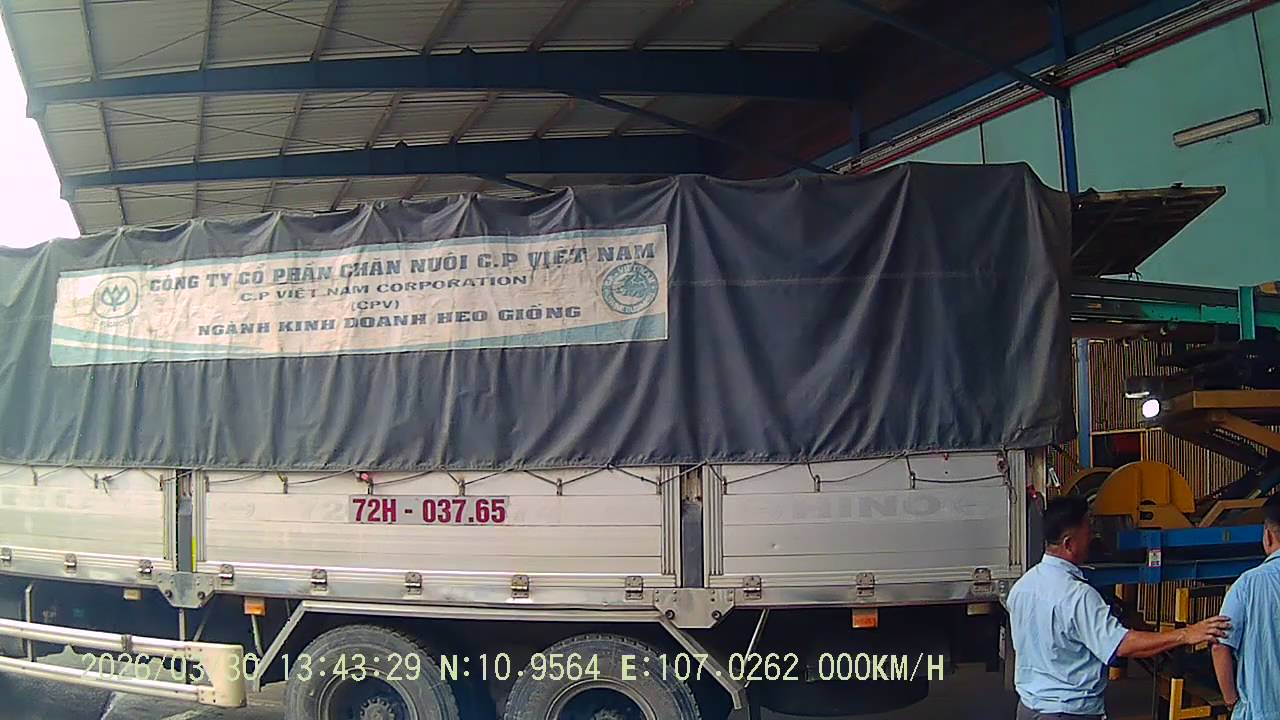 CÔNG TY CỔ PHẦN CHĂN NUÔI C.P VIỆT NAM
C.P VIỆT NAM CORPORATION
(CPV)
NGÀNH KINH DOANH HEO GIỐNG
72H - 037.65
HINO
2026/03/30 13:43:29 N:10.9564 E:107.0262 000KM/H